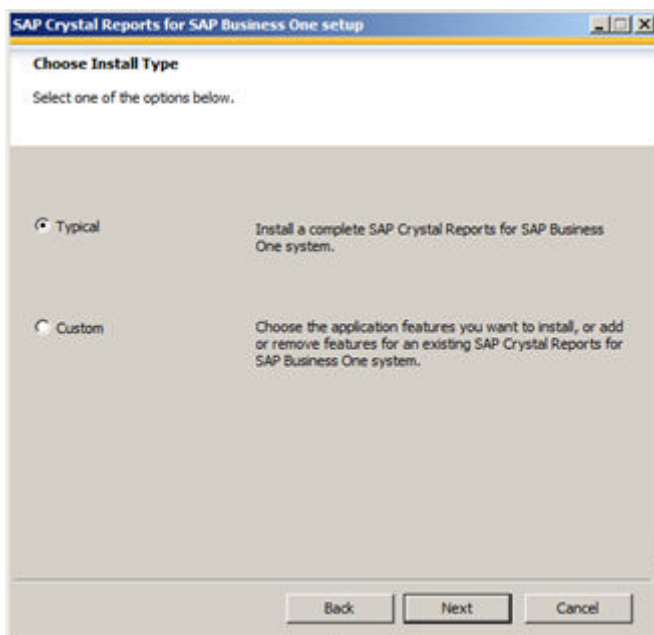 SAP Crystal Reports for SAP Business One setup
Choose Install Type
Select one of the options below.
Typical
Install a complete SAP Crystal Reports for SAP Business
One system.
Custom
Choose the application features you want to install, or add
or remove features for an existing SAP Crystal Reports for
SAP Business One system.
Back
Next
Cancel